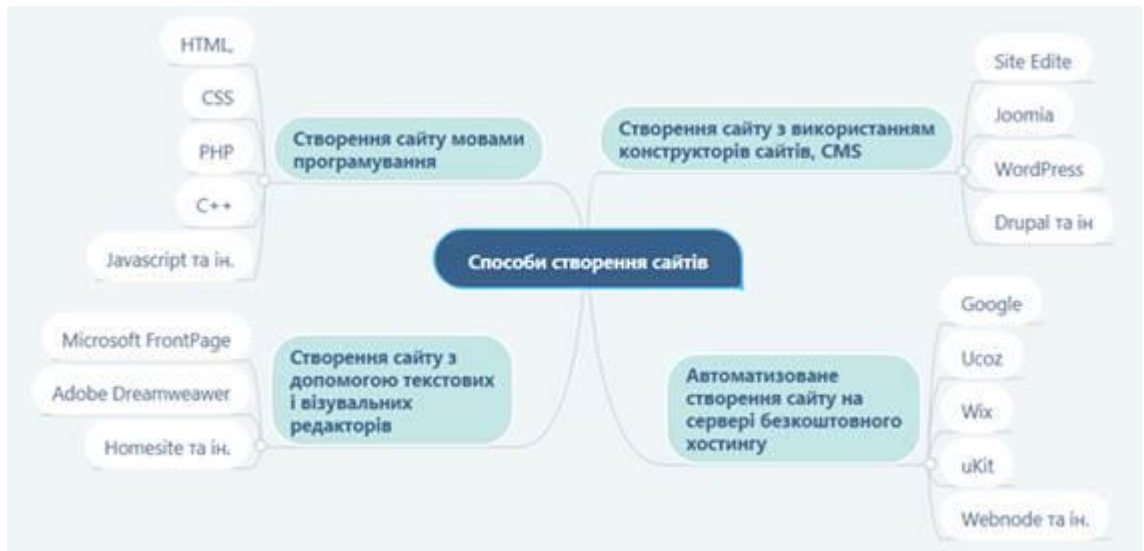 Способи створення сайтів
Створення сайту мовами
програмування
HTML,
CSS
PHP
C++
Javascript та ін.
Створення сайту з
допомогою текстових
і візуальних
редакторів
Microsoft FrontPage
Adobe Dreamweawer
Homesite та ін.
Створення сайту з використанням
конструкторів сайтів, CMS
Site Edite
Joomia
WordPress
Drupal та ін
Автоматизоване
створення сайту на
сервері безкоштовного
хостингу
Google
Ucoz
Wix
uKit
Webnode та ін.